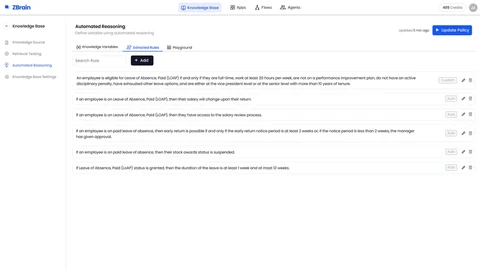 ZBrain
Knowledge Base
Apps
Flows
Agents
Credits
Knowledge Base
Automated Reasoning
Define variables using automated reasoning
Update Policy
Knowledge Source
Retrieval Testing
Automated Reasoning
Knowledge Base Settings
Knowledge Variables
Extracted Rules
Playground
Search Rule
+ Add
An employee is eligible for Leave of Absence, Paid (LOAP) if and only if they are full-time, work at least 20 hours per week, are not on a performance improvement plan, do not have an active
disciplinary penalty, have exhausted other leave options, and are either at the vice president level or at the senior level with more than 10 years of tenure.
Custom
If an employee is on Leave of Absence, Paid (LOAP), then their salary will change upon their return.
Auto
If an employee is on Leave of Absence, Paid (LOAP), then they have access to the salary review process.
Auto
If an employee is on paid leave of absence, then early return is possible if and only if the early return notice period is at least 2 weeks or, if the notice period is less than 2 weeks, the manager
has given approval.
Auto
If an employee is on paid leave of absence, then their stock awards status is suspended.
Auto
If Leave of Absence, Paid (LOAP) status is granted, then the duration of the leave is at least 1 week and at most 12 weeks.
Auto